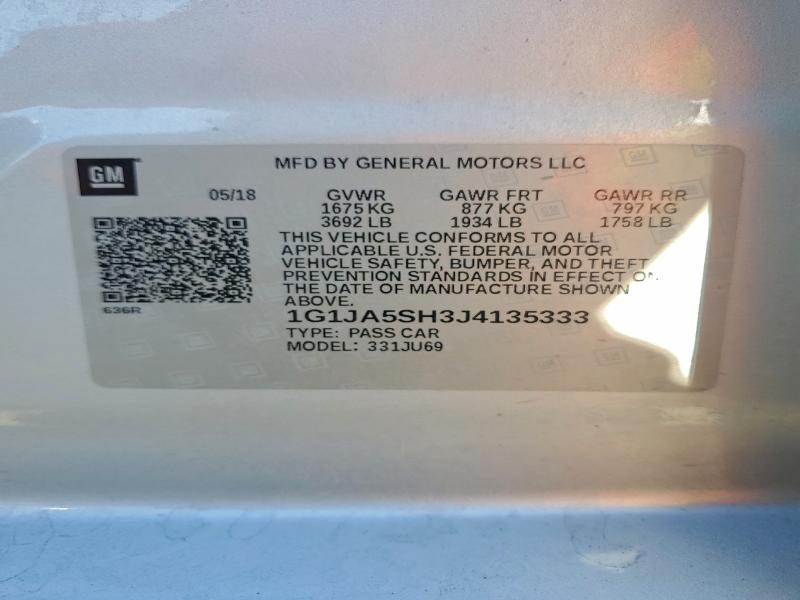 GM
MFD BY GENERAL MOTORS LLC
05/18 GVWR GAWR FRT GAWR RR
1675 KG 877 KG 797 KG
3692 LB 1934 LB 1758 LB
THIS VEHICLE CONFORMS TO ALL
APPLICABLE U.S. FEDERAL MOTOR
VEHICLE SAFETY, BUMPER, AND THEFT
PREVENTION STANDARDS IN EFFECT
THE DATE OF MANUFACTURE SHOWN
ABOVE.
636R
1G1JA5SH3J4135333
TYPE: PASS CAR
MODEL: 331JU69